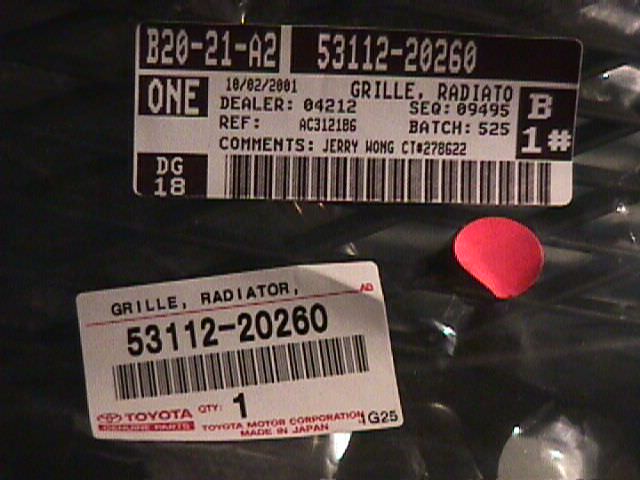 B20-21-A2 53112-20260
ONE 10/02/2001 GRILLE, RADIATO B
DEALER: 04212 SEQ: 09495
REF: AC312186 BATCH: 525 1#
COMMENTS: JERRY WONG CT#278622
DG
18
GRILLE, RADIATOR,
53112-20260
TOYOTA QTY: 1
GENUINE PARTS TOYOTA MOTOR CORPORATION 1G25
MADE IN JAPAN